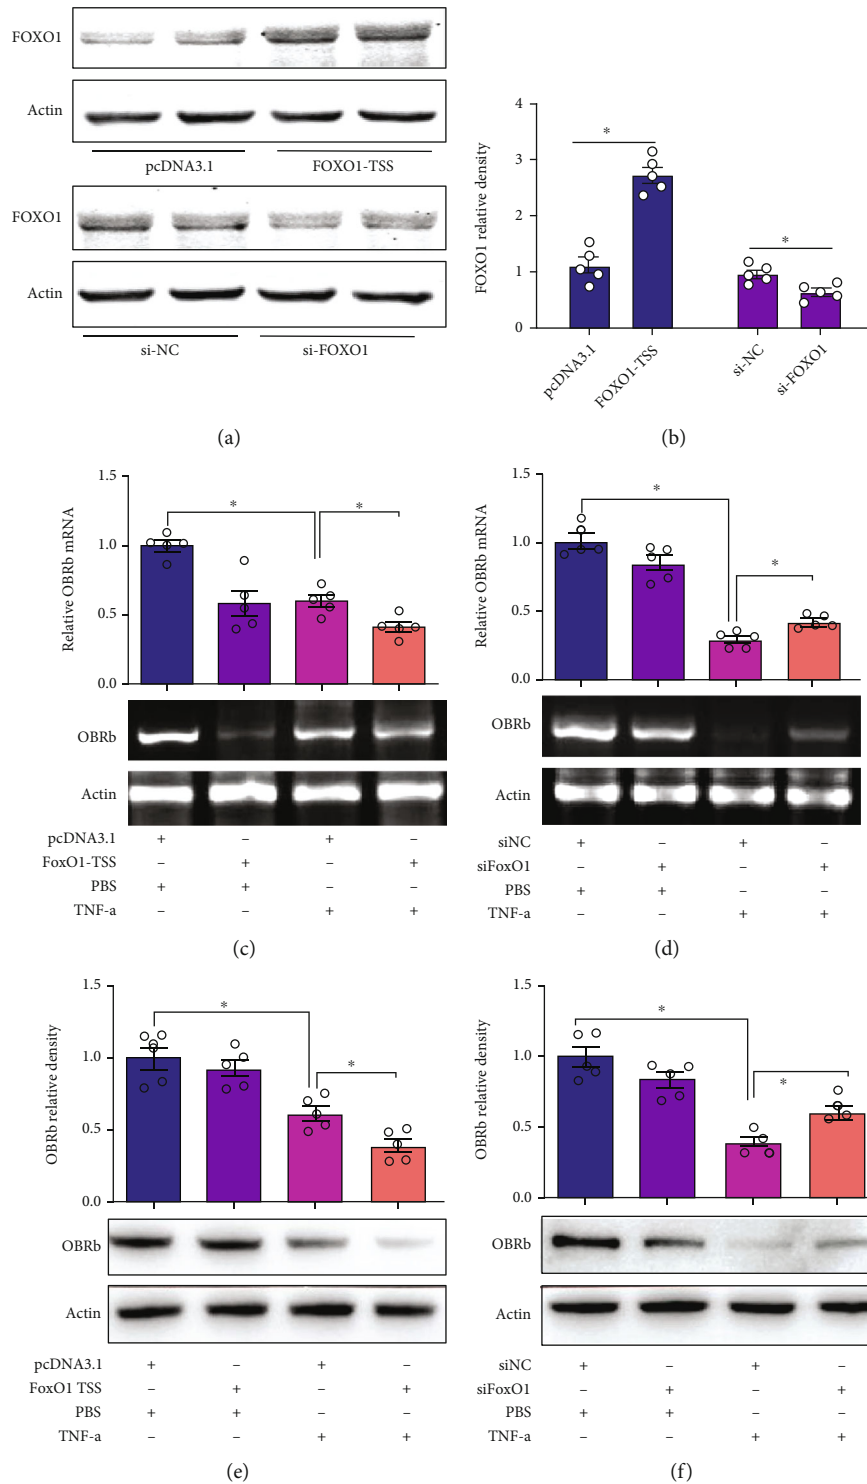 FOXO1
Actin
pcDNA3.1 FOXO1-TSS
FOXO1
Actin
si-NC si-FOXO1
(a)
FOXO1 relative density
4
3
2
1
0
*
*
pcDNA3.1 FOXO1-TSS si-NC si-FOXO1
(b)
Relative OBRb mRNA
1.5
1.0
0.5
0.0
* *
OBRb
Actin
pcDNA3.1 + – + –
FoxO1-TSS – + – +
PBS + + – –
TNF-a – – + +
(c)
Relative OBRb mRNA
1.5
1.0
0.5
0.0
*
*
OBRb
Actin
siNC + – + –
siFoxO1 – + – +
PBS + + – –
TNF-a – – + +
(d)
OBRb relative density
1.5
1.0
0.5
0.0
*
*
OBRb
Actin
pcDNA3.1 + – + –
FoxO1 TSS – + – +
PBS + + – –
TNF-a – – + +
(e)
OBRb relative density
1.5
1.0
0.5
0.0
*
*
OBRb
Actin
siNC + – + –
siFoxO1 – + – +
PBS + + – –
TNF-a – – + +
(f)